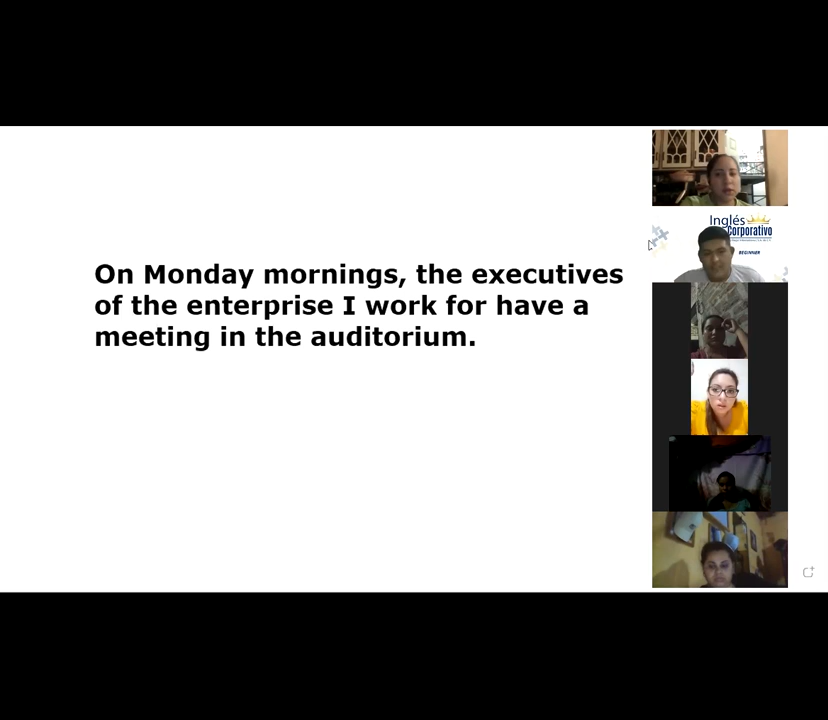 On Monday mornings, the executives
of the enterprise I work for have a
meeting in the auditorium.
Inglés
Corporativo
BEGINNER